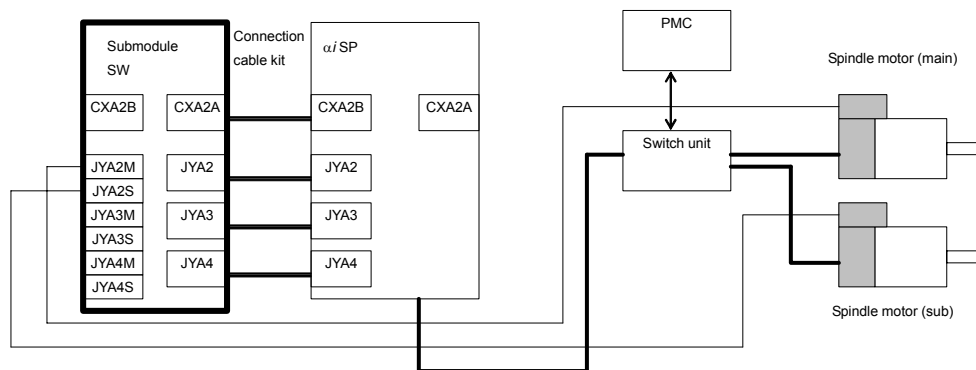 Submodule
SW
Connection
cable kit
αi SP
PMC
Spindle motor (main)
CXA2B
CXA2A
CXA2B
CXA2A
Switch unit
JYA2M
JYA2
JYA2
JYA2S
JYA3M
JYA3
JYA3
JYA3S
JYA4M
JYA4
JYA4
JYA4S
Spindle motor (sub)